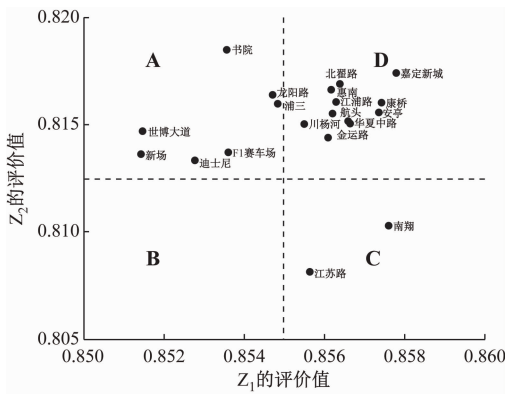 0.820
0.815
0.810
0.805
Z2的评价值
A
D
B
C
书院
北翟路
嘉定新城
龙阳路
惠南
浦三
江浦路
康桥
航头
安亭
川杨河
华夏中路
世博大道
金运路
新场
F1赛车场
迪士尼
南翔
江苏路
0.850
0.852
0.854
0.856
0.858
0.860
Z1的评价值